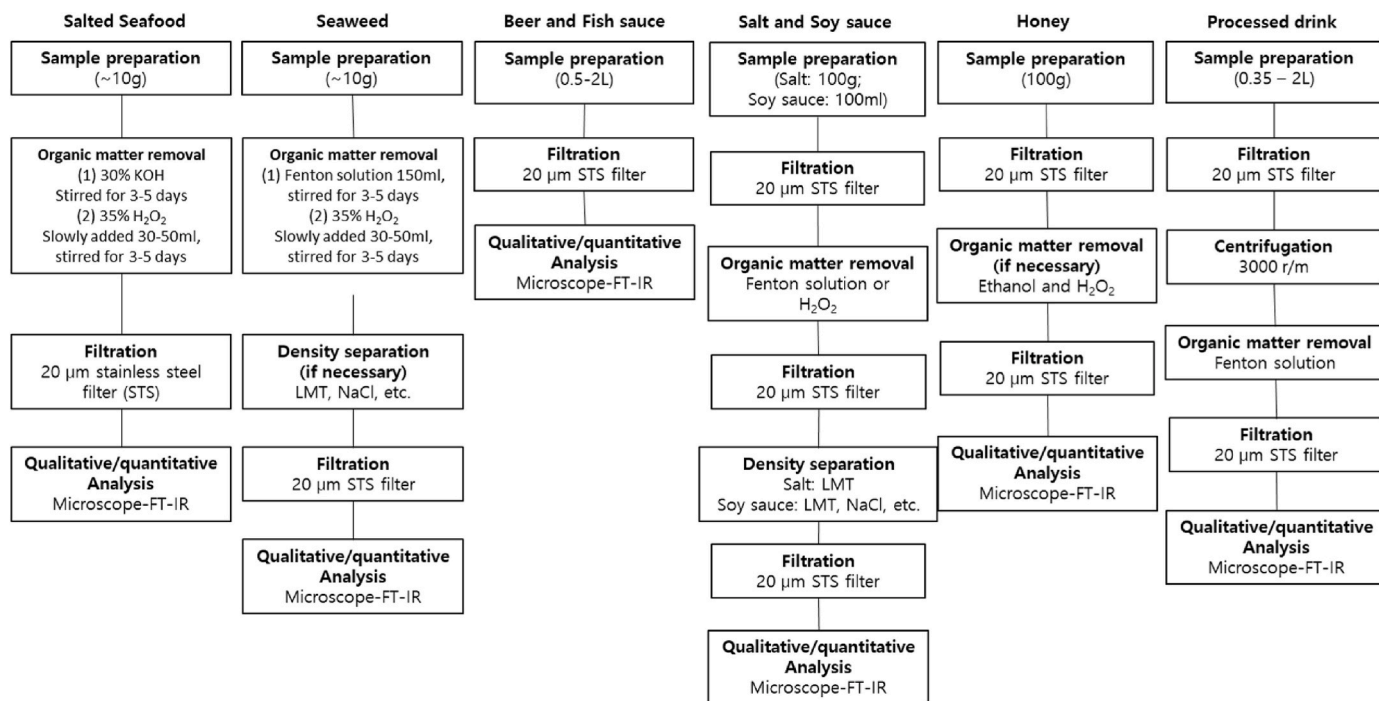 Salted Seafood
Sample preparation
(~10g)
Organic matter removal
(1) 30% KOH
Stirred for 3-5 days
(2) 35% H₂O₂
Slowly added 30-50ml,
stirred for 3-5 days
Filtration
20 μm stainless steel
filter (STS)
Qualitative/quantitative
Analysis
Microscope-FT-IR
Seaweed
Sample preparation
(~10g)
Organic matter removal
(1) Fenton solution 150ml,
stirred for 3-5 days
(2) 35% H₂O₂
Slowly added 30-50ml,
stirred for 3-5 days
Density separation
(if necessary)
LMT, NaCl, etc.
Filtration
20 μm STS filter
Qualitative/quantitative
Analysis
Microscope-FT-IR
Beer and Fish sauce
Sample preparation
(0.5-2L)
Filtration
20 μm STS filter
Qualitative/quantitative
Analysis
Microscope-FT-IR
Salt and Soy sauce
Sample preparation
(Salt: 100g;
Soy sauce: 100ml)
Filtration
20 μm STS filter
Organic matter removal
Fenton solution or
H₂O₂
Filtration
20 μm STS filter
Density separation
Salt: LMT
Soy sauce: LMT, NaCl, etc.
Filtration
20 μm STS filter
Qualitative/quantitative
Analysis
Microscope-FT-IR
Honey
Sample preparation
(100g)
Filtration
20 μm STS filter
Organic matter removal
(if necessary)
Ethanol and H₂O₂
Filtration
20 μm STS filter
Qualitative/quantitative
Analysis
Microscope-FT-IR
Processed drink
Sample preparation
(0.35 – 2L)
Filtration
20 μm STS filter
Centrifugation
3000 r/m
Organic matter removal
Fenton solution
Filtration
20 μm STS filter
Qualitative/quantitative
Analysis
Microscope-FT-IR